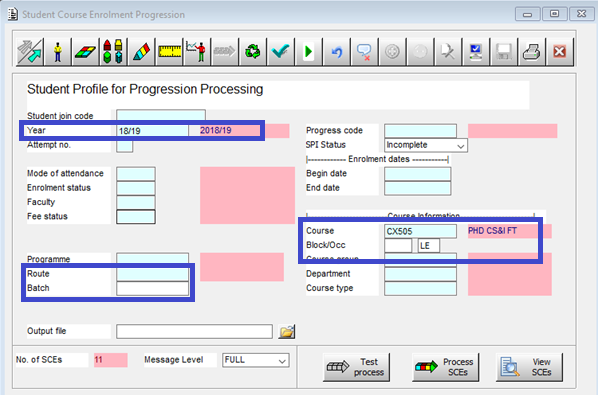 Student Course Enrolment Progression
Student Profile for Progression Processing
Student join code
Year 18/19 2018/19
Attempt no.
Progress code
SPI Status Incomplete
|------------- Enrolment dates -----------|
Begin date
End date
Mode of attendance
Enrolment status
Faculty
Fee status
|-------------- Course Information --------------|
Course CX505 PHD CS&I FT
Block/Occ LE
Course group
Department
Course type
Programme
Route
Batch
Output file
No. of SCEs 11 Message Level FULL
Test process
Process SCEs
View SCEs